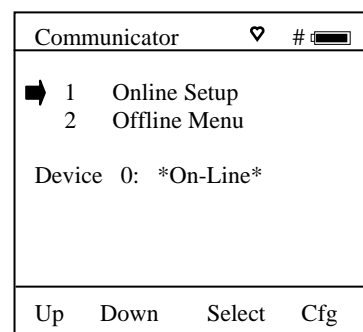 Communicator ♡ #
1 Online Setup
2 Offline Menu
Device 0: *On-Line*
Up Down Select Cfg